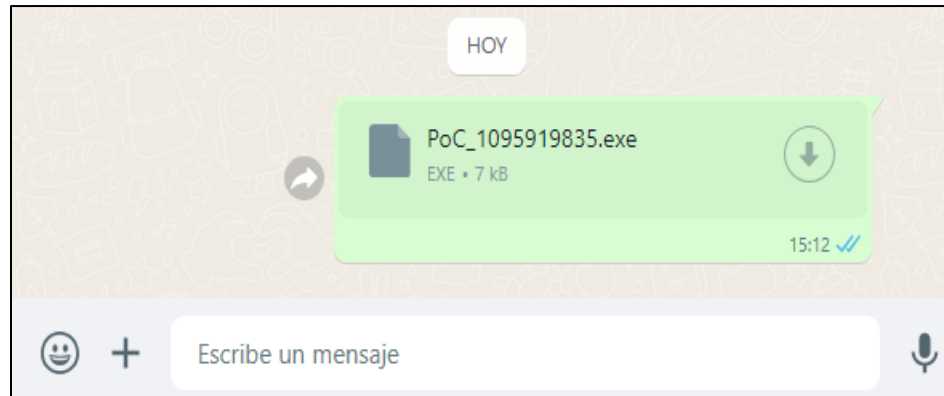 HOY
PoC_1095919835.exe
EXE • 7 kB
15:12
Escribe un mensaje